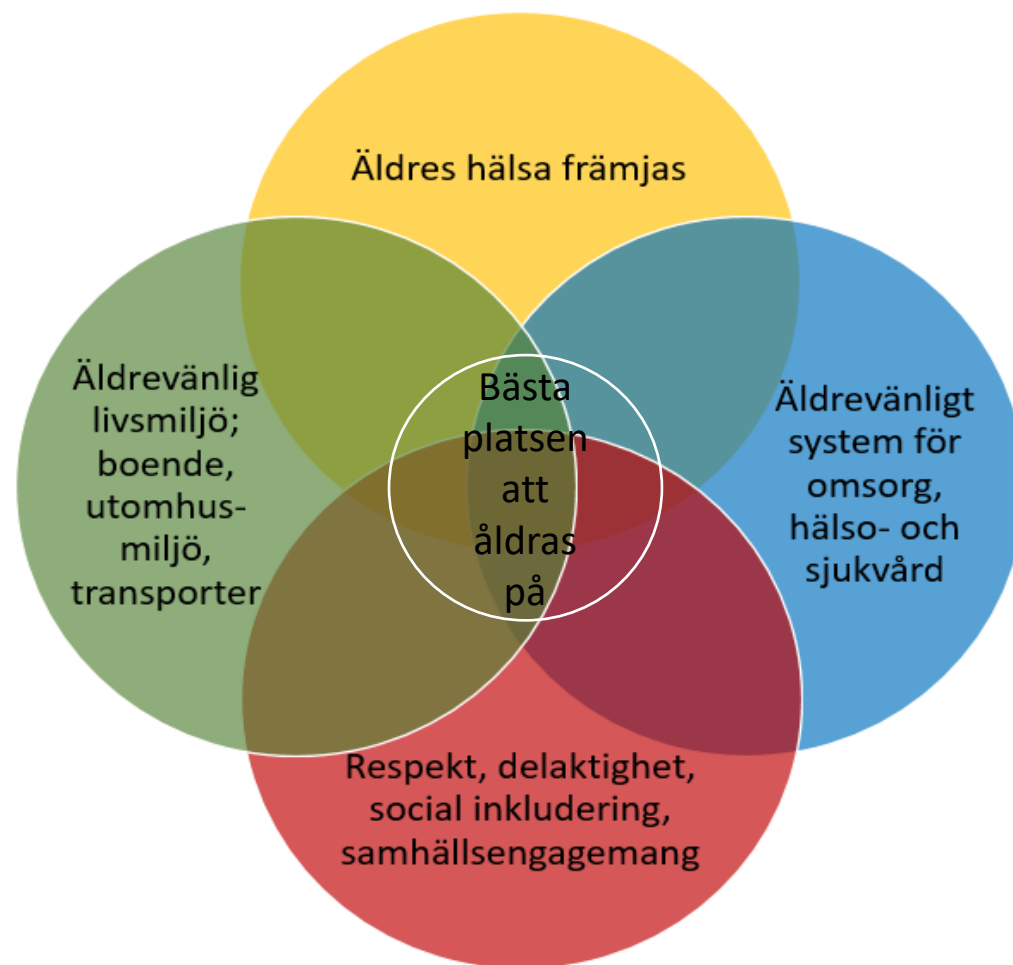 Äldres hälsa främjas
Äldrevänlig
livsmiljö;
boende,
utomhus-
miljö,
transporter
Bästa
platsen
att
åldras
på
Äldrevänligt
system för
omsorg,
hälso- och
sjukvård
Respekt, delaktighet,
social inkludering,
samhällsengagemang